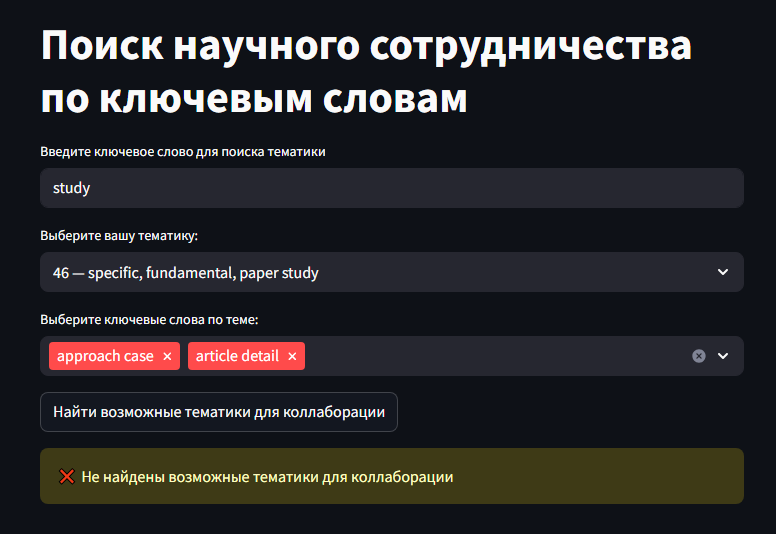 Поиск научного сотрудничества
по ключевым словам
Введите ключевое слово для поиска тематики
study
Выберите вашу тематику:
46 — specific, fundamental, paper study
Выберите ключевые слова по теме:
approach case × article detail ×
Найти возможные тематики для коллаборации
❌ Не найдены возможные тематики для коллаборации